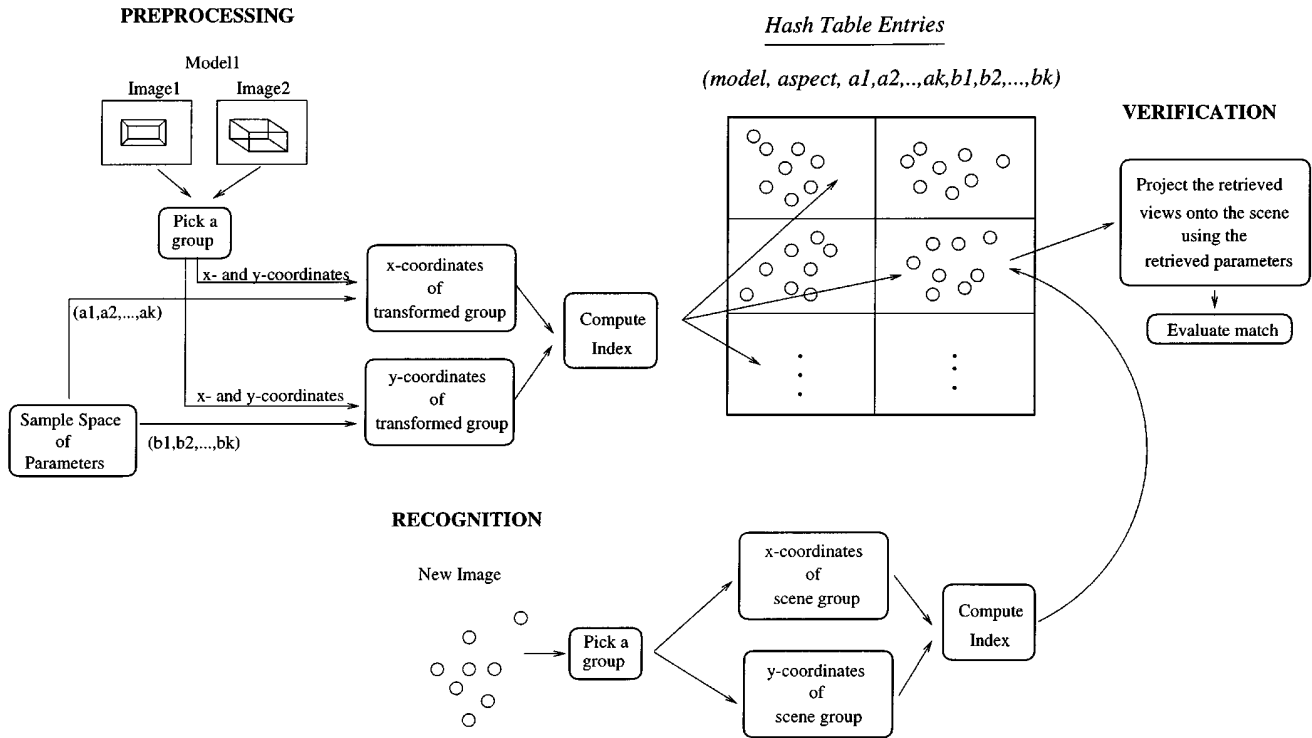 PREPROCESSING
Model1
Image1
Image2
Pick a
group
x- and y-coordinates
(a1,a2,...,ak)
x-coordinates
of
transformed group
x- and y-coordinates
y-coordinates
of
transformed group
Sample Space
of
Parameters
(b1,b2,...,bk)
Compute
Index
Hash Table Entries
(model, aspect, a1,a2,..,ak,b1,b2,...,bk)
VERIFICATION
Project the retrieved
views onto the scene
using the
retrieved parameters
Evaluate match
RECOGNITION
New Image
Pick a
group
x-coordinates
of
scene group
y-coordinates
of
scene group
Compute
Index